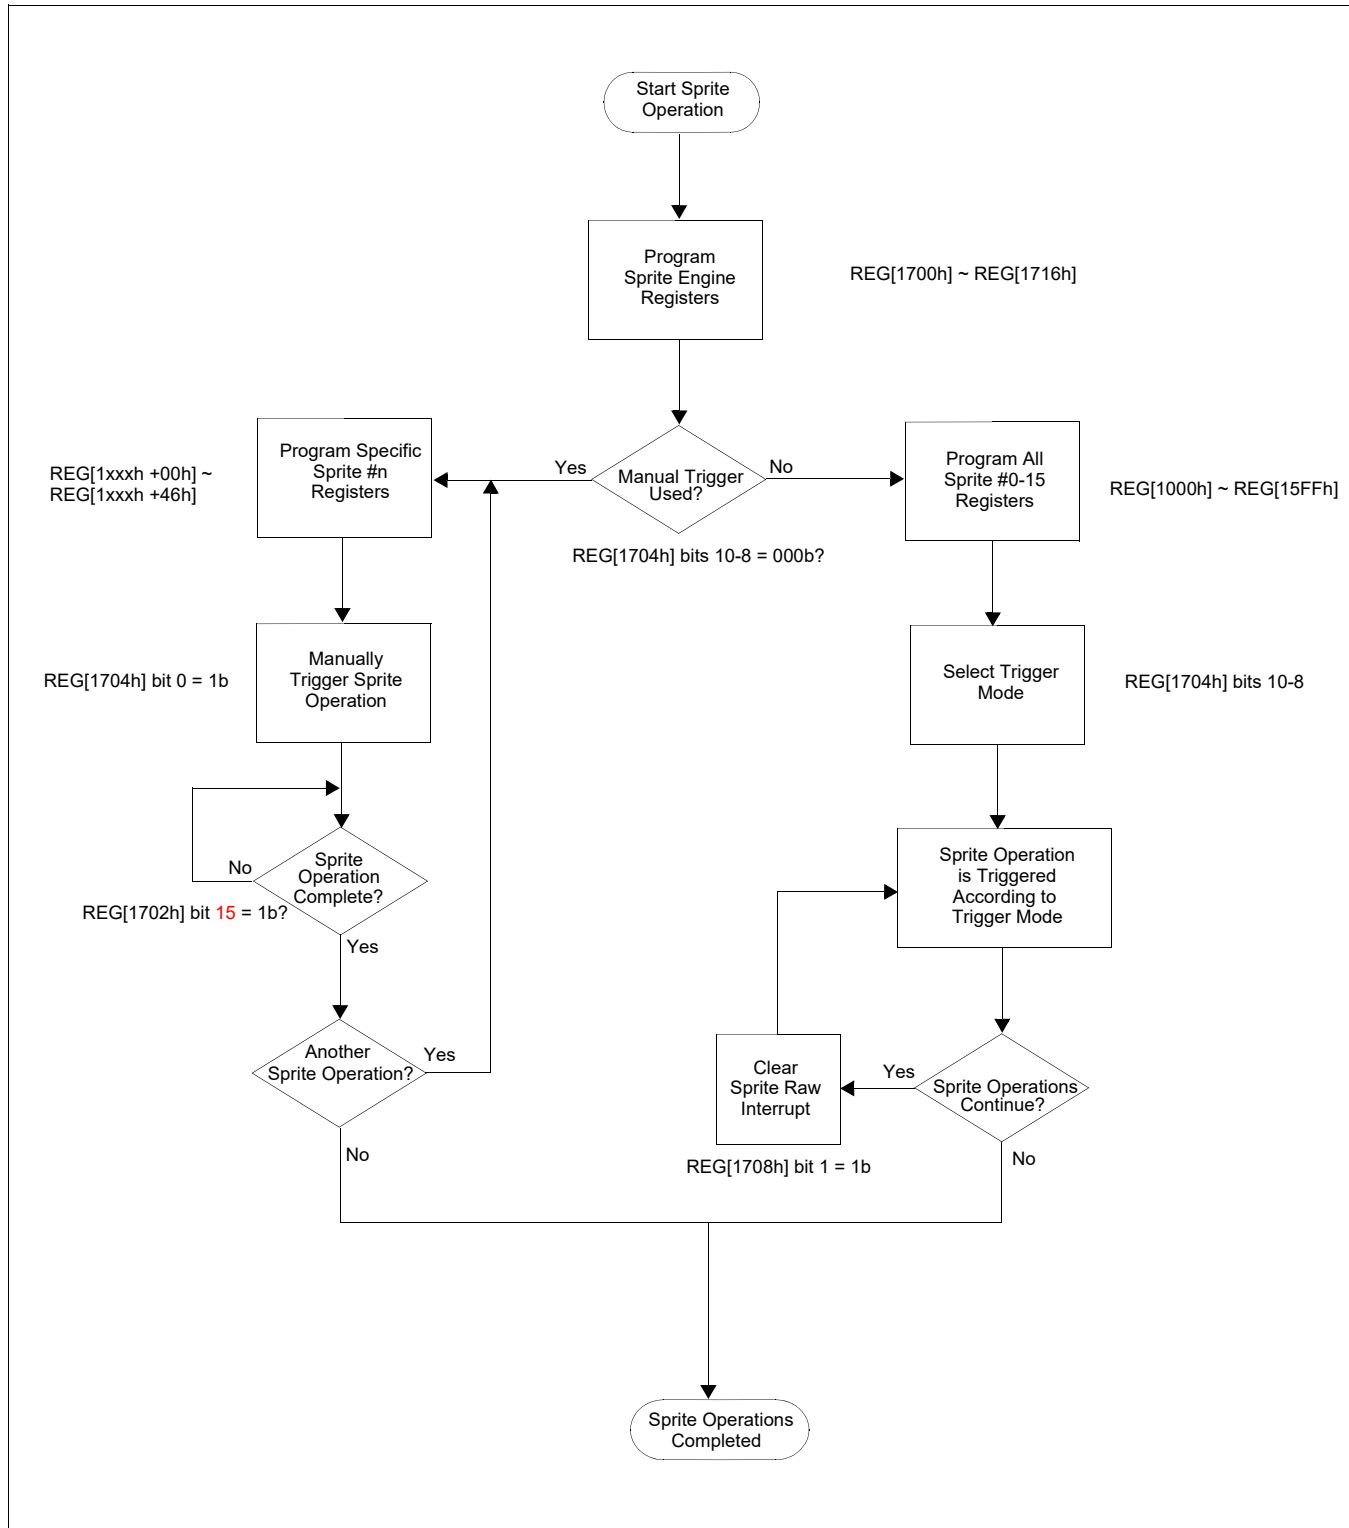 Start Sprite
Operation
Program
Sprite Engine
Registers
REG[1700h] ~ REG[1716h]
Manual Trigger
Used?
Yes
No
REG[1704h] bits 10-8 = 000b?
Program Specific
Sprite #n
Registers
REG[1xxxh +00h] ~
REG[1xxxh +46h]
Program All
Sprite #0-15
Registers
REG[1000h] ~ REG[15FFh]
Manually
Trigger Sprite
Operation
REG[1704h] bit 0 = 1b
Select Trigger
Mode
REG[1704h] bits 10-8
Sprite
Operation
Complete?
No
REG[1702h] bit 15 = 1b?
Yes
Sprite Operation
is Triggered
According to
Trigger Mode
Another
Sprite Operation?
Yes
No
Clear
Sprite Raw
Interrupt
REG[1708h] bit 1 = 1b
Yes
Sprite Operations
Continue?
No
Sprite Operations
Completed